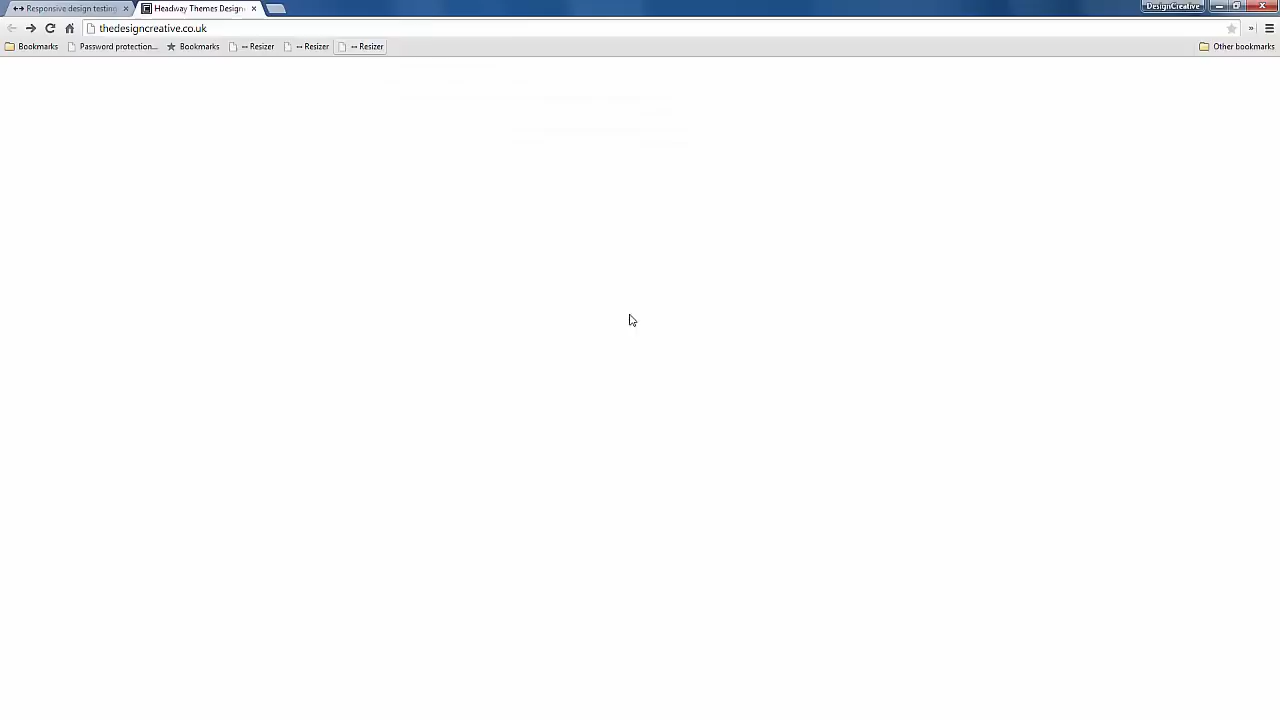 Responsive design testing
Headway Themes Design
DesignCreative
thedesigncreative.co.uk
Bookmarks
Password protection...
Bookmarks
Resizer
Resizer
Resizer
Other bookmarks